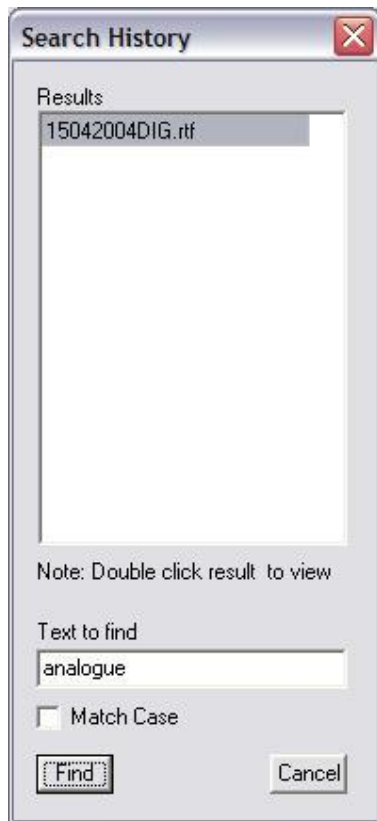 Search History
Results
15042004DIG.rtf
Note: Double click result to view
Text to find
analogue
Match Case
Find
Cancel